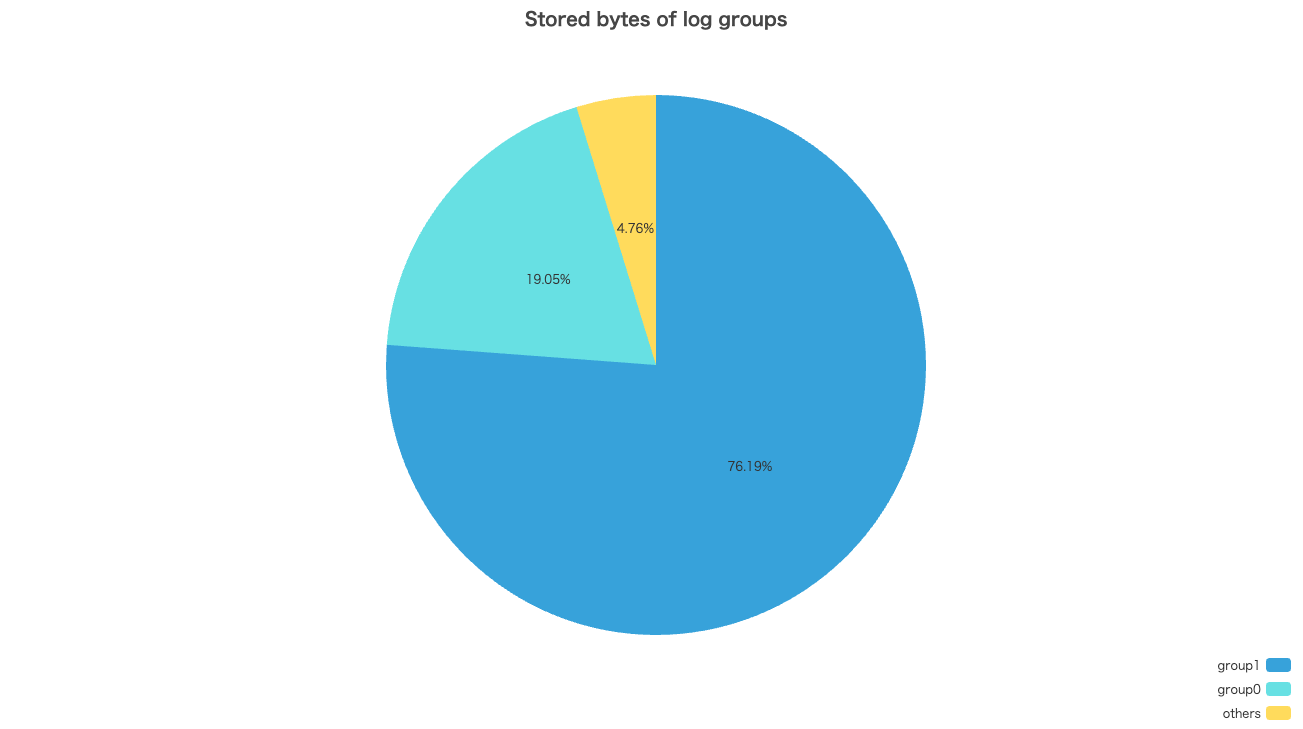 Stored bytes of log groups
4.76%
19.05%
76.19%
group1
group0
others